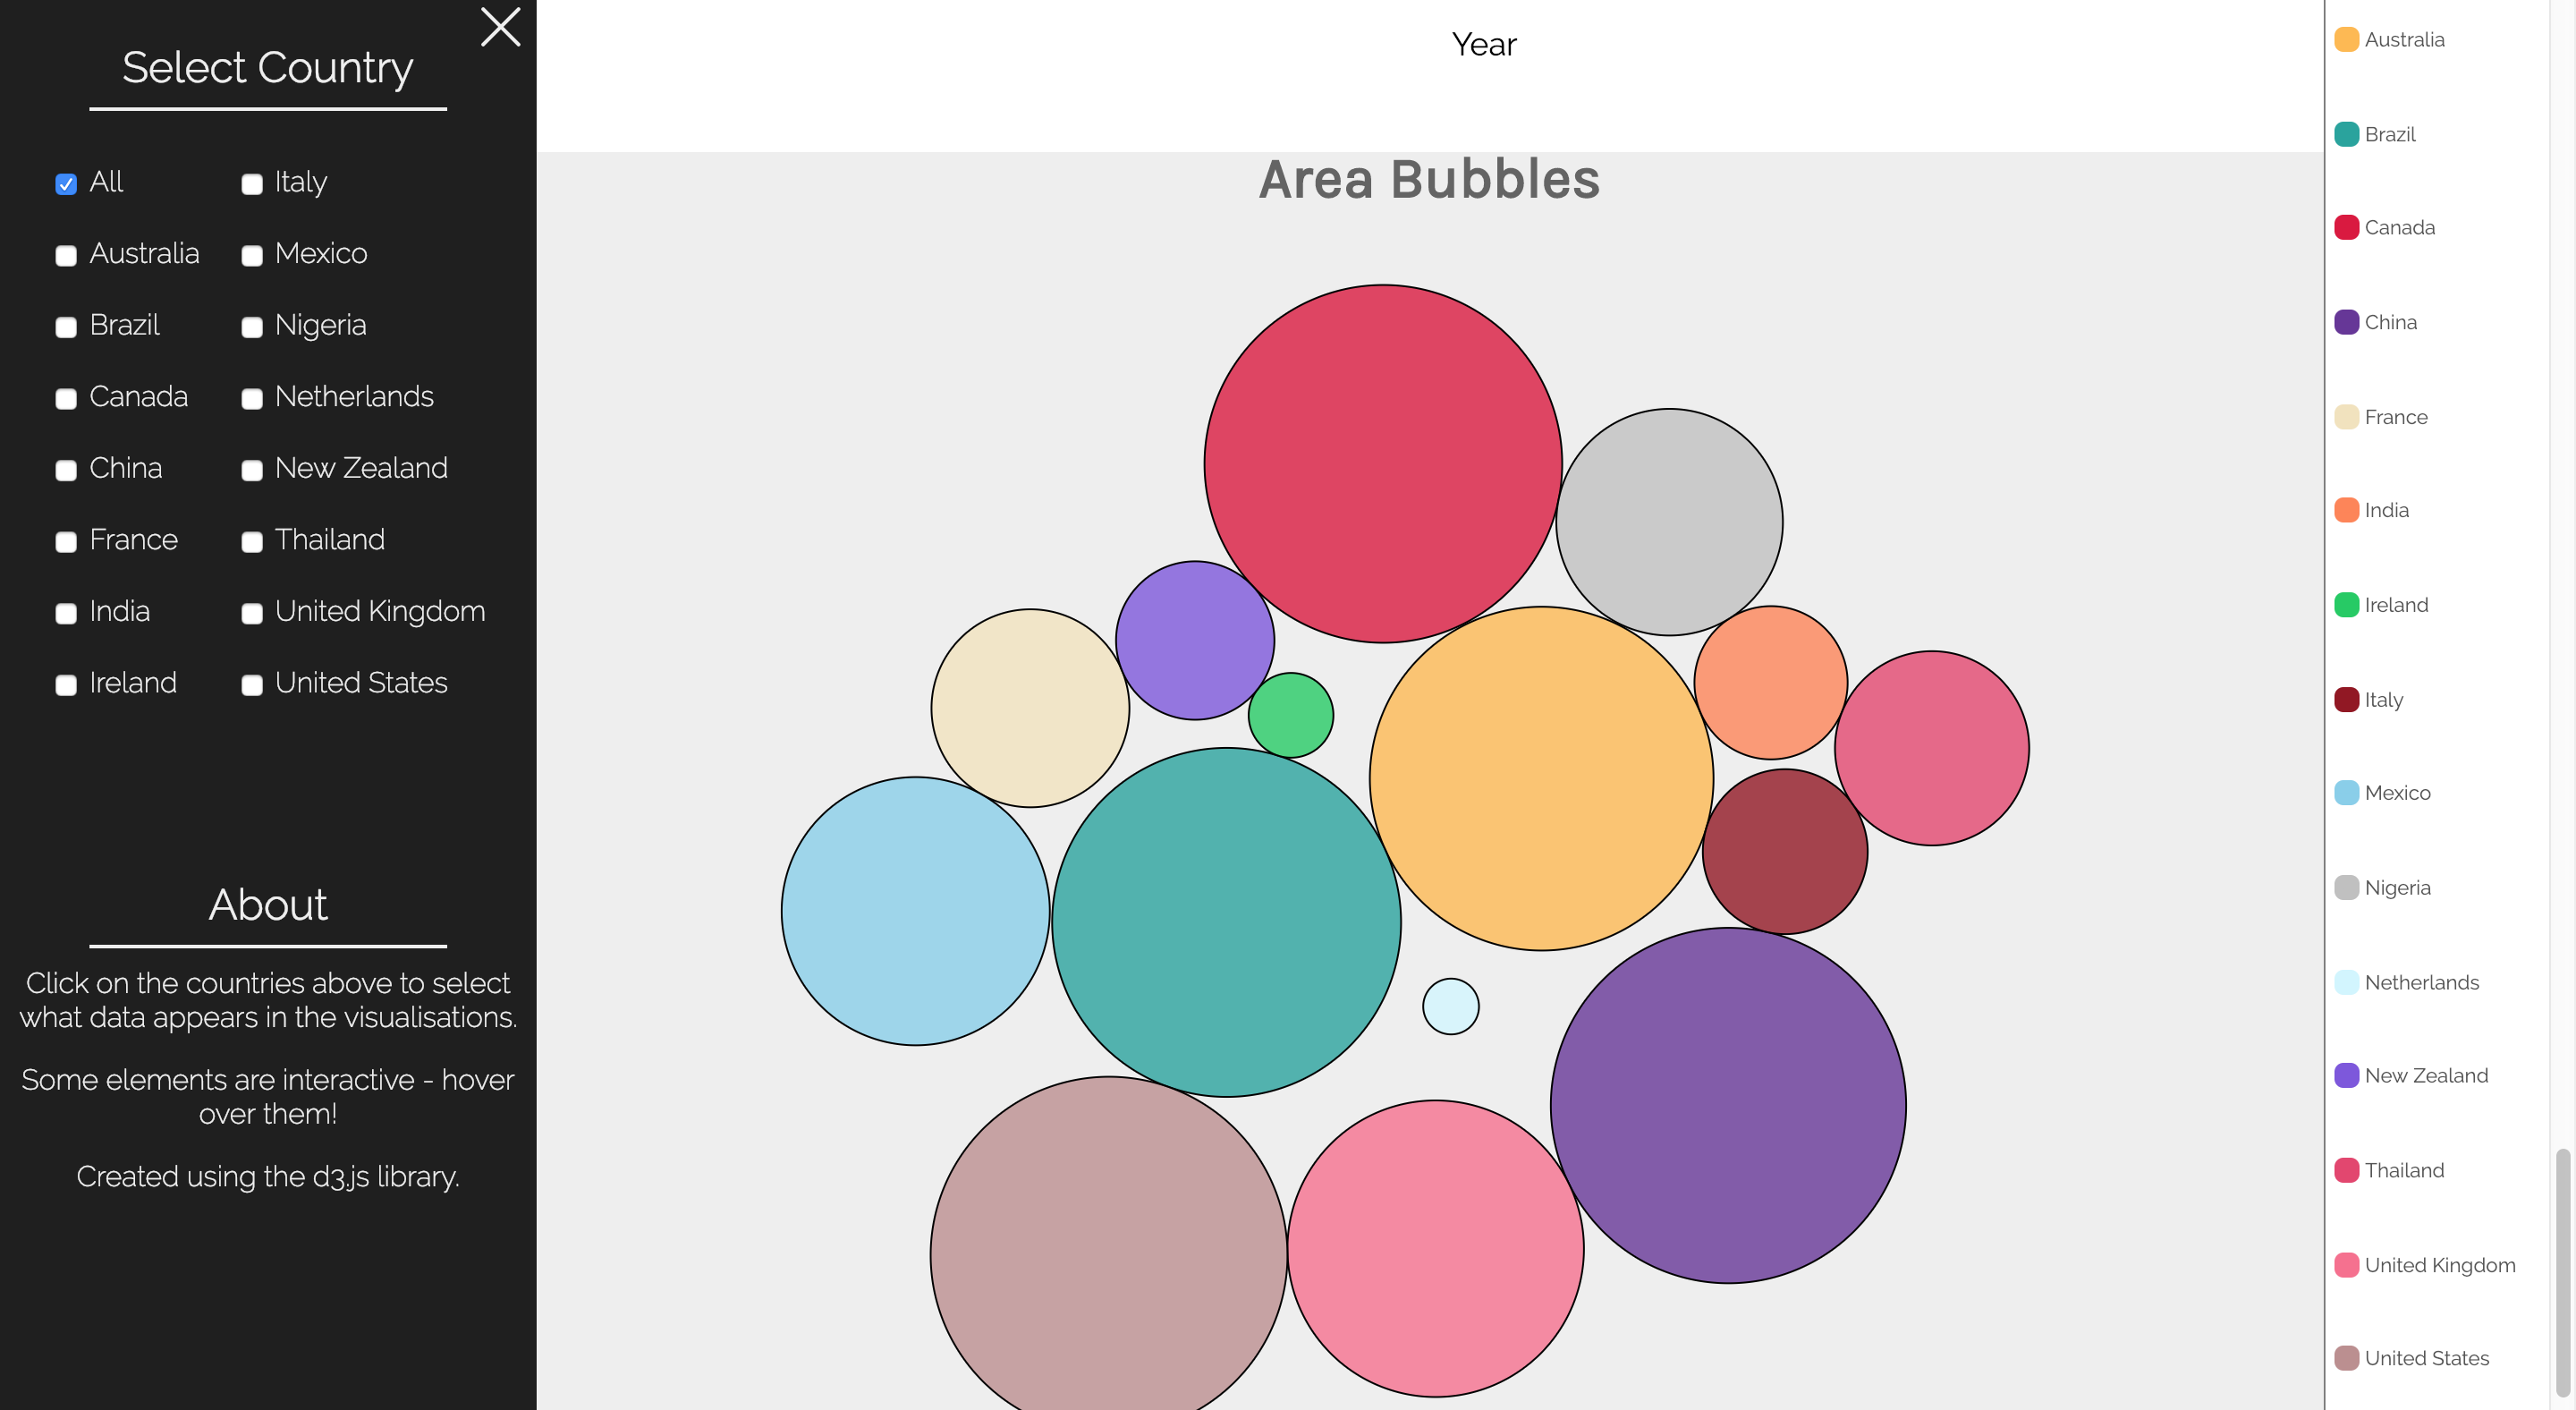 Select Country
All
Italy
Australia
Mexico
Brazil
Nigeria
Canada
Netherlands
China
New Zealand
France
Thailand
India
United Kingdom
Ireland
United States
About
Click on the countries above to select
what data appears in the visualisations.
Some elements are interactive - hover
over them!
Created using the d3.js library.
Year
Area Bubbles
Australia
Brazil
Canada
China
France
India
Ireland
Italy
Mexico
Nigeria
Netherlands
New Zealand
Thailand
United Kingdom
United States